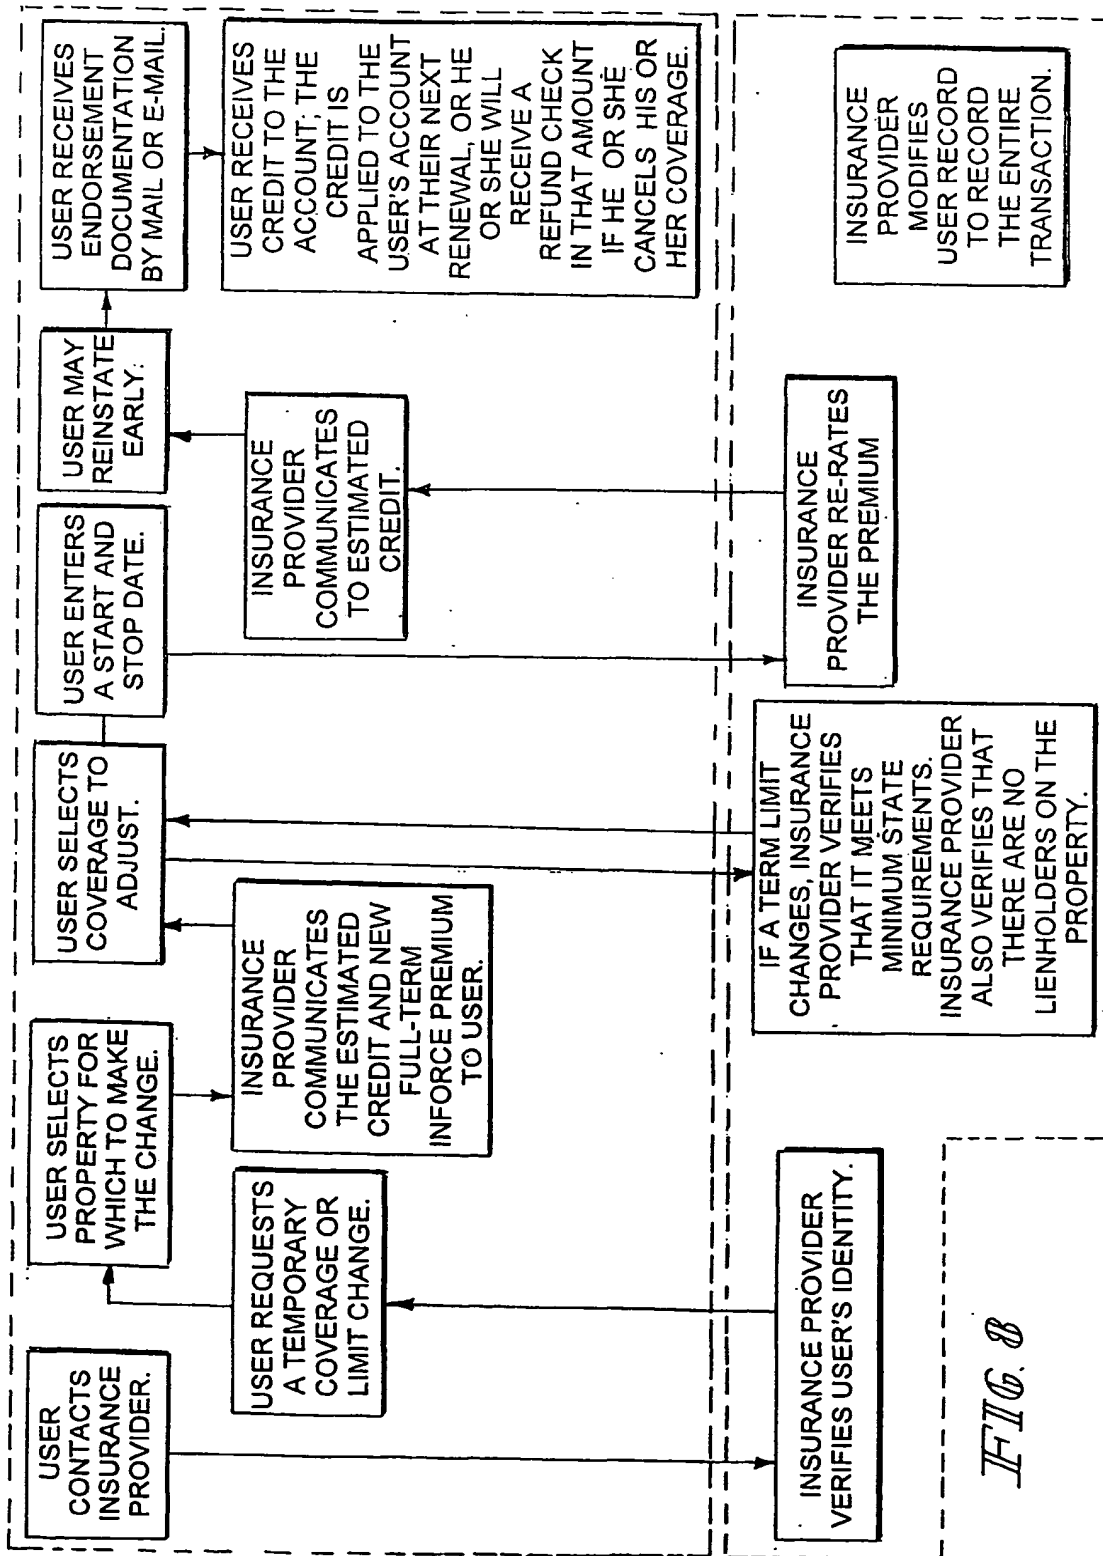 USER
CONTACTS
INSURANCE
PROVIDER.
INSURANCE PROVIDER
VERIFIES USER'S IDENTITY.
USER REQUESTS
A TEMPORARY
COVERAGE OR
LIMIT CHANGE.
USER SELECTS
PROPERTY FOR
WHICH TO MAKE
THE CHANGE.
INSURANCE
PROVIDER
COMMUNICATES
THE ESTIMATED
CREDIT AND NEW
FULL-TERM
INFORCE PREMIUM
TO USER.
USER SELECTS
COVERAGE TO
ADJUST.
IF A TERM LIMIT
CHANGES, INSURANCE
PROVIDER VERIFIES
THAT IT MEETS
MINIMUM STATE
REQUIREMENTS.
INSURANCE PROVIDER
ALSO VERIFIES THAT
THERE ARE NO
LIENHOLDERS ON THE
PROPERTY.
USER ENTERS
A START AND
STOP DATE.
INSURANCE
PROVIDER RE-RATES
THE PREMIUM
INSURANCE
PROVIDER
COMMUNICATES
TO ESTIMATED
CREDIT.
USER MAY
REINSTATE
EARLY.
USER RECEIVES
ENDORSEMENT
DOCUMENTATION
BY MAIL OR E-MAIL.
USER RECEIVES
CREDIT TO THE
ACCOUNT; THE
CREDIT IS
APPLIED TO THE
USER'S ACCOUNT
AT THEIR NEXT
RENEWAL, OR HE
OR SHE WILL
RECEIVE A
REFUND CHECK
IN THAT AMOUNT
IF HE OR SHE
CANCELS HIS OR
HER COVERAGE.
INSURANCE
PROVIDER
MODIFIES
USER RECORD
TO RECORD
THE ENTIRE
TRANSACTION.
FIG. 8